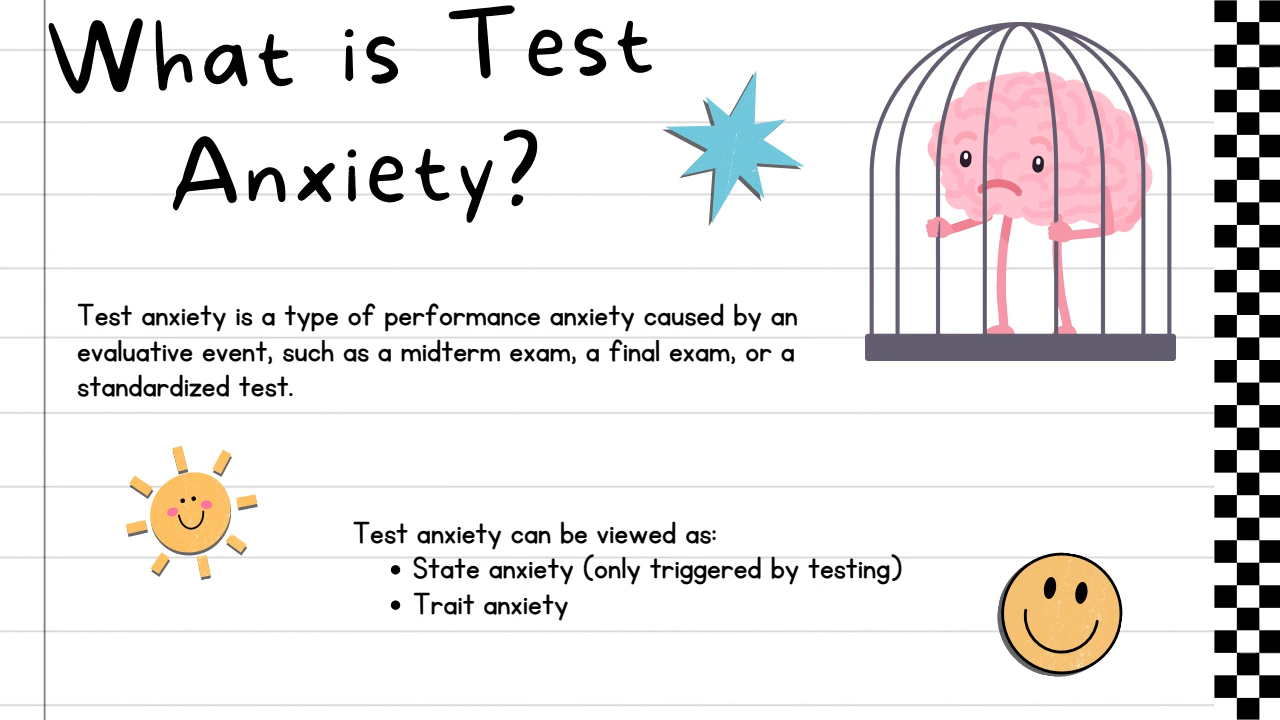 What is Test
Anxiety?
Test anxiety is a type of performance anxiety caused by an
evaluative event, such as a midterm exam, a final exam, or a
standardized test.
Test anxiety can be viewed as:
• State anxiety (only triggered by testing)
• Trait anxiety